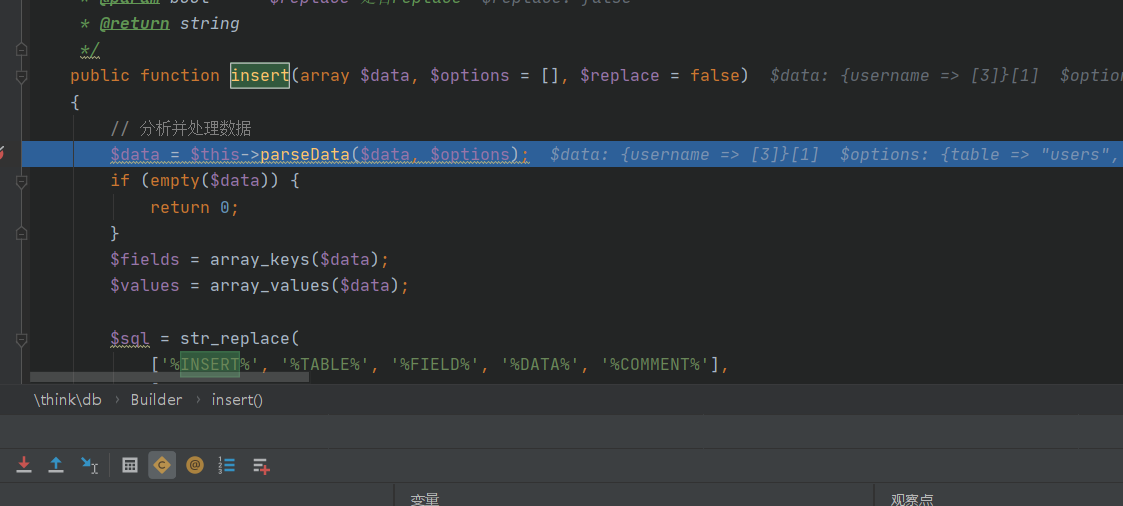 * @param bool $replace 是否replace $replace: false
* @return string
*/
public function insert(array $data, $options = [], $replace = false) $data: {username => [3]}[1] $option
{
// 分析并处理数据
$data = $this->parseData($data, $options); $data: {username => [3]}[1] $options: {table => "users",
if (empty($data)) {
return 0;
}
$fields = array_keys($data);
$values = array_values($data);
$sql = str_replace(
['%INSERT%', '%TABLE%', '%FIELD%', '%DATA%', '%COMMENT%'],
\think\db › Builder › insert()
变量 观察点